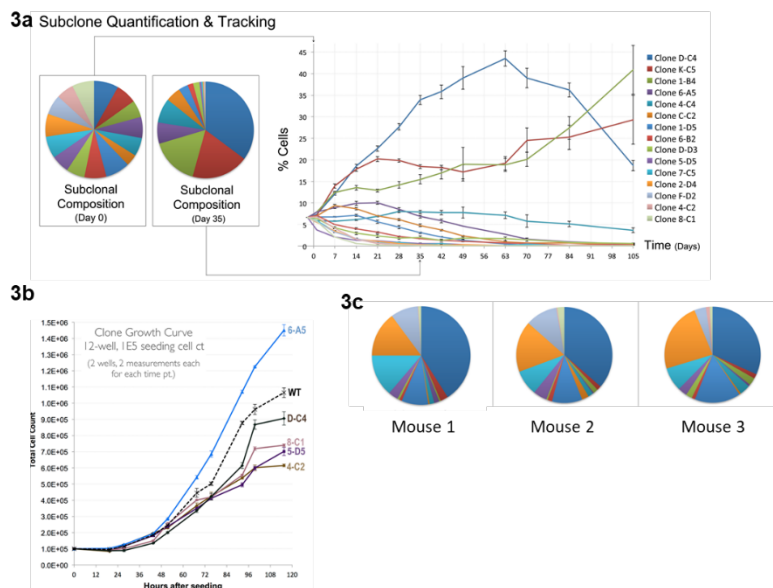 3a Subclone Quantification & Tracking
Subclonal
Composition
(Day 0)
Subclonal
Composition
(Day 35)
% Cells
45
40
35
30
25
20
15
10
5
0
0 7 14 21 28 35 42 49 56 63 70 77 84 91 98 105
Time (Days)
Clone D-C4
Clone K-C5
Clone 1-B4
Clone 6-A5
Clone 4-C4
Clone C-C2
Clone 1-D5
Clone 6-B2
Clone D-D3
Clone 5-D5
Clone 7-C5
Clone 2-D4
Clone F-D2
Clone 4-C2
Clone 8-C1
3b
Clone Growth Curve
12-well, 1E5 seeding cell ct
(2 wells, 2 measurements each
for each time pt.)
Total Cell Count
1.5E+06
1.4E+06
1.3E+06
1.2E+06
1.1E+06
1.0E+06
9.0E+05
8.0E+05
7.0E+05
6.0E+05
5.0E+05
4.0E+05
3.0E+05
2.0E+05
1.0E+05
0.0E+00
0 12 24 36 48 60 72 84 96 108 120
Hours after seeding
6-A5
WT
D-C4
8-C1
5-D5
4-C2
3c
Mouse 1
Mouse 2
Mouse 3